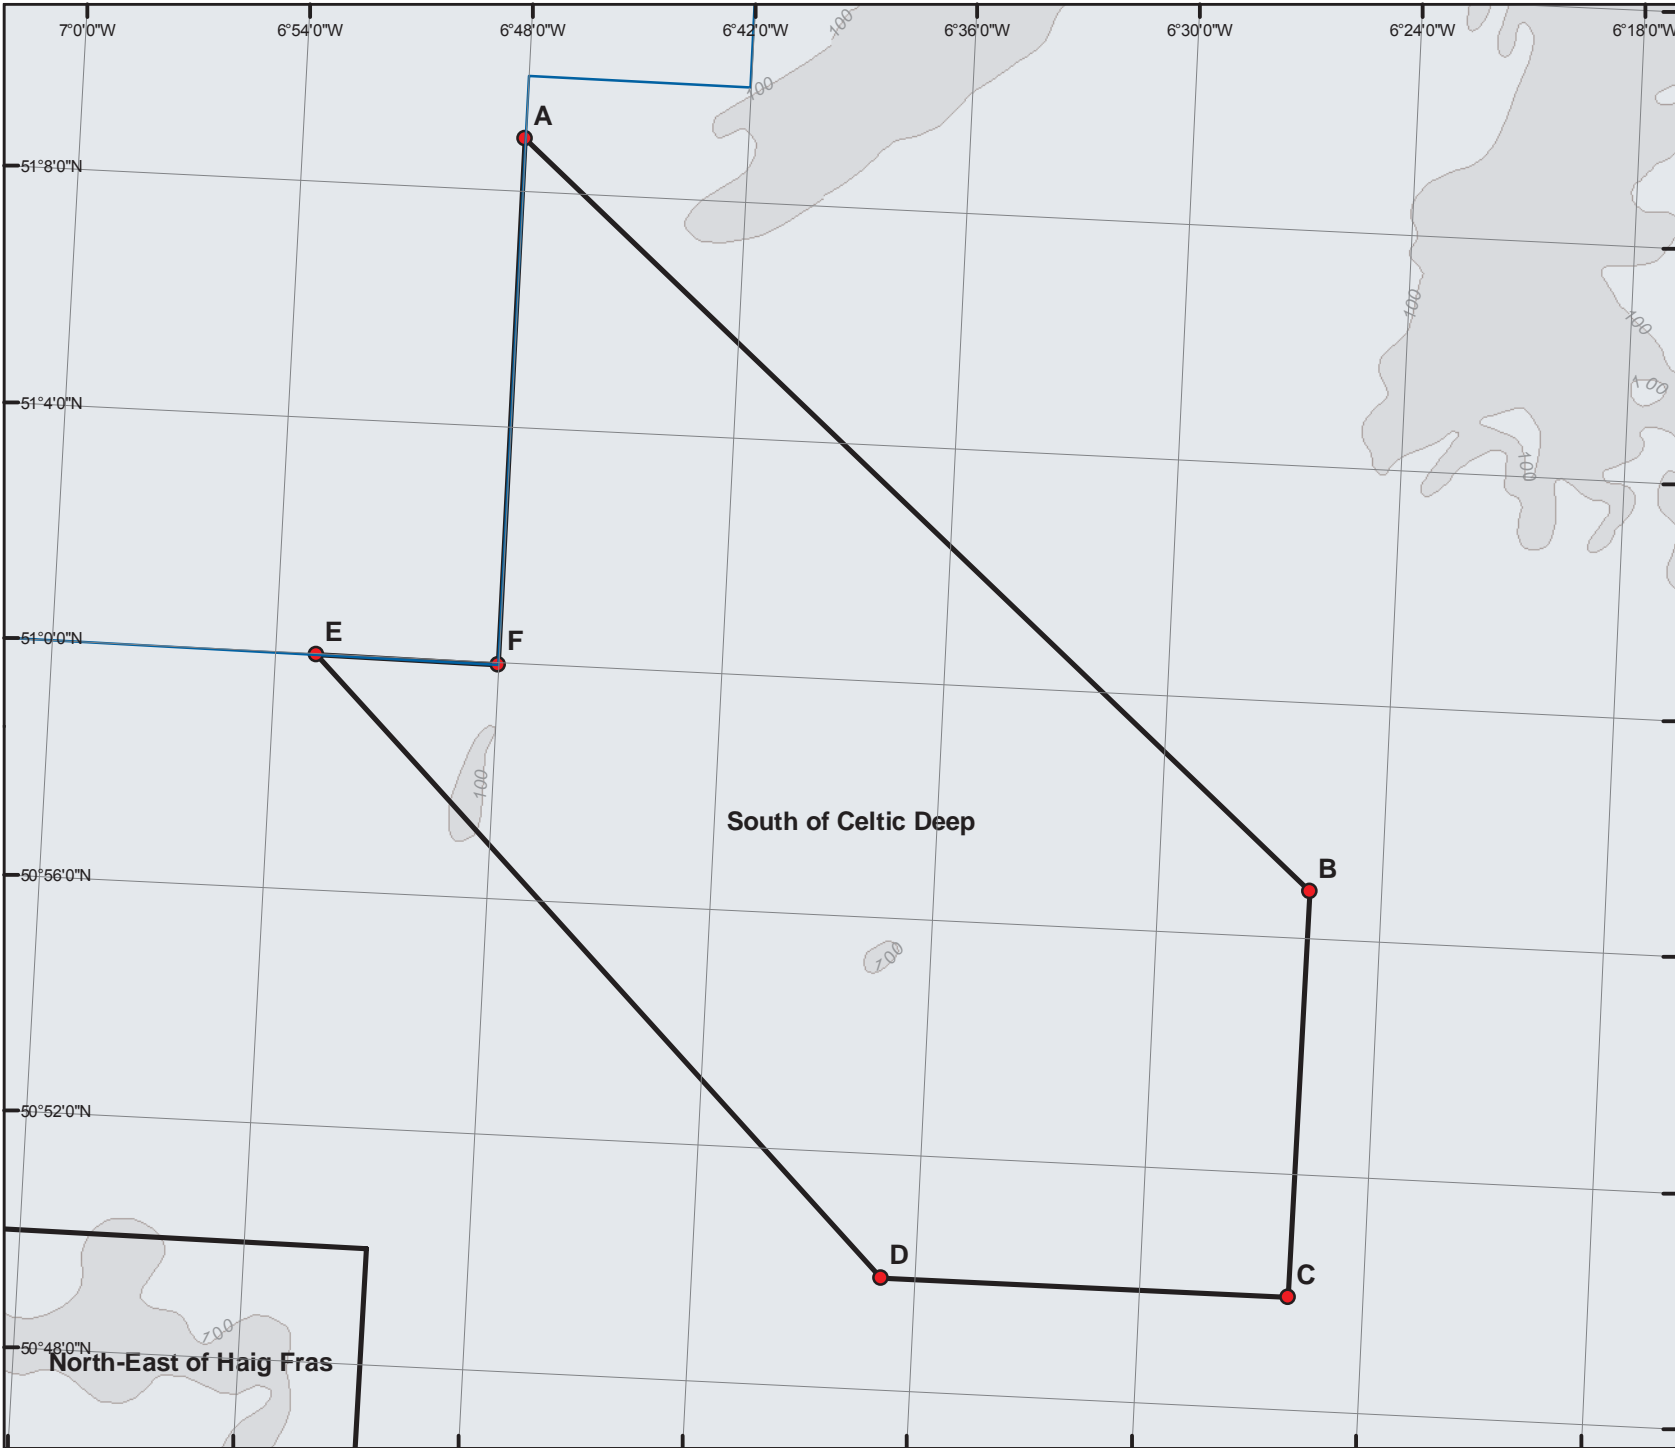 7°0'0"W
6°54'0"W
6°48'0"W
6°42'0"W
6°36'0"W
6°30'0"W
6°24'0"W
6°18'0"W
100
100
A
51°8'0"N
100
100
100
51°4'0"N
100
E
F
51°0'0"N
100
South of Celtic Deep
B
50°56'0"N
100
50°52'0"N
D
C
100
50°48'0"N
North-East of Haig Fras